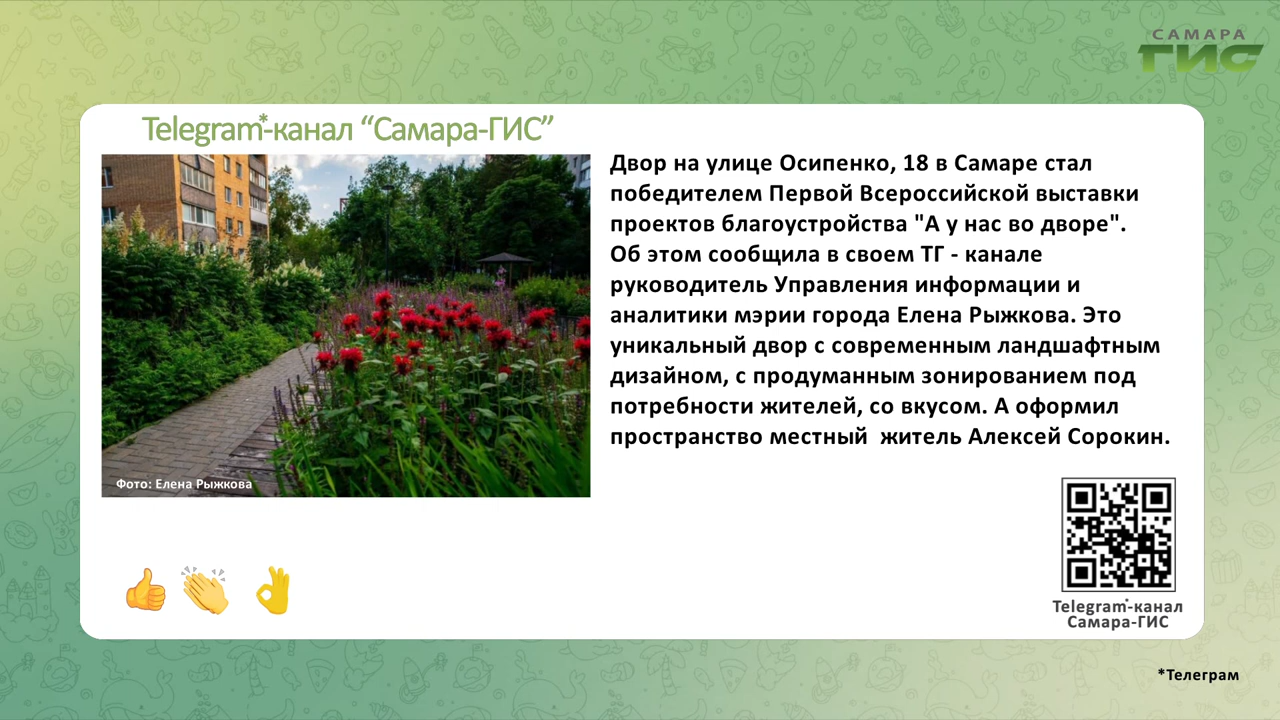 САМАРА
ГИС
Telegram*-канал “Самара-ГИС”
Двор на улице Осипенко, 18 в Самаре стал
победителем Первой Всероссийской выставки
проектов благоустройства "А у нас во дворе".
Об этом сообщила в своем ТГ - канале
руководитель Управления информации и
аналитики мэрии города Елена Рыжкова. Это
уникальный двор с современным ландшафтным
дизайном, с продуманным зонированием под
потребности жителей, со вкусом. А оформил
пространство местный  житель Алексей Сорокин.
Фото: Елена Рыжкова
Telegram*-канал
Самара-ГИС
*Телеграм